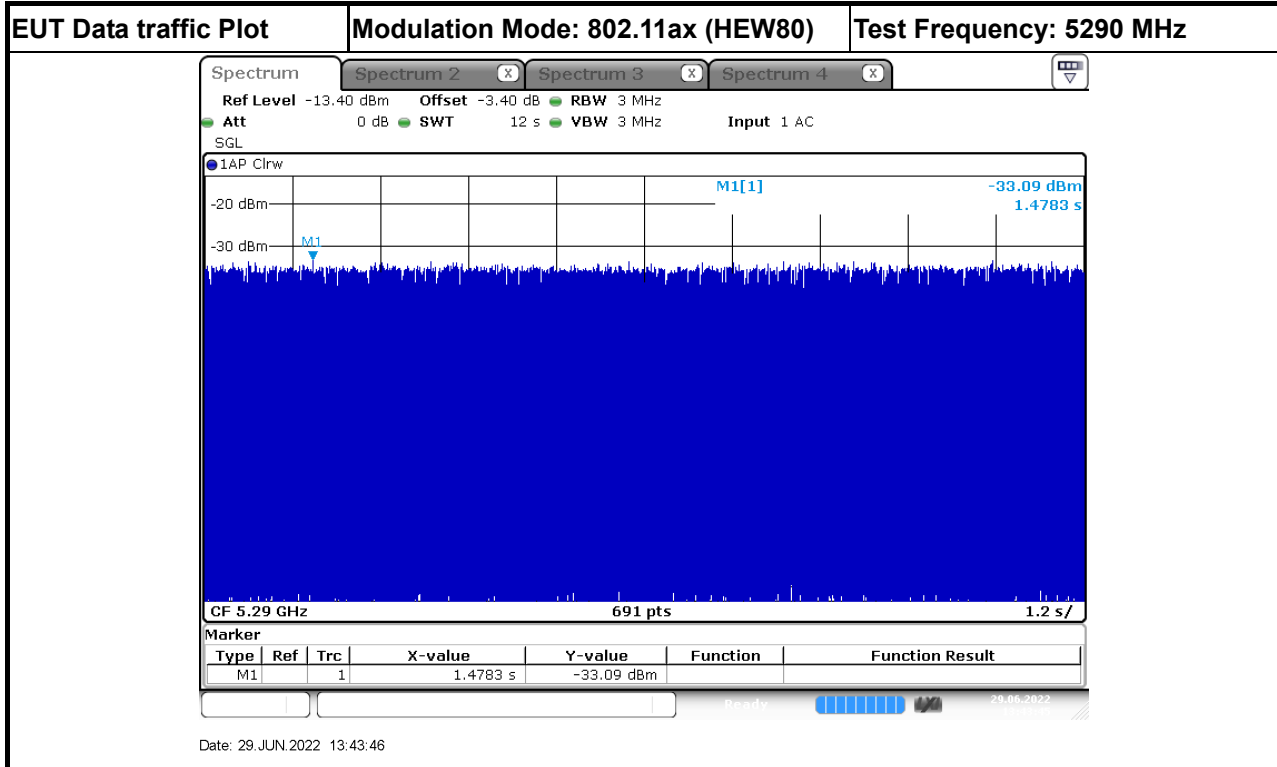 EUT Data traffic Plot Modulation Mode: 802.11ax (HEW80) Test Frequency: 5290 MHz
Spectrum Spectrum 2 X Spectrum 3 X Spectrum 4 X
Ref Level -13.40 dBm Offset -3.40 dB RBW 3 MHz
Att 0 dB SWT 12 s VBW 3 MHz Input 1 AC
SGL
1AP Clrw
M1[1] -33.09 dBm
1.4783 s
-20 dBm
-30 dBm
M1
CF 5.29 GHz 691 pts 1.2 s/
Marker
Type Ref Trc X-value Y-value Function Function Result
M1 1 1.4783 s -33.09 dBm
Ready 29.06.2022
Date: 29.JUN.2022 13:43:46